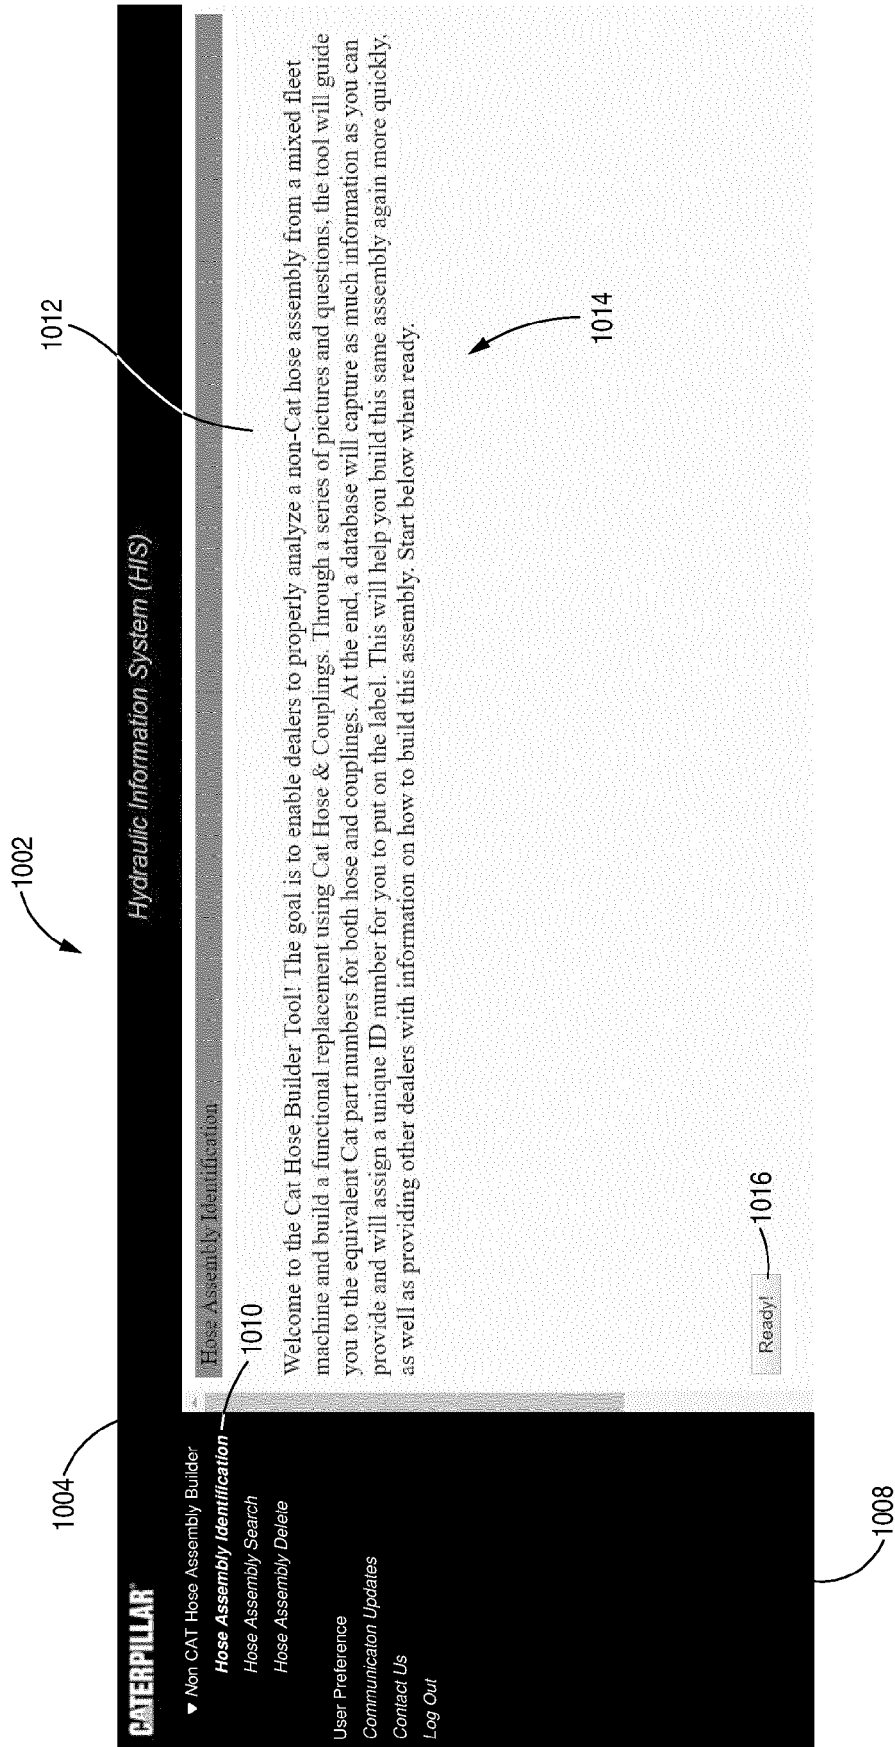 1002
1004
CATERPILLAR®
Hydraulic Information System (HIS)
1012
▼ Non CAT Hose Assembly Builder
Hose Assembly Identification
Hose Assembly Search
Hose Assembly Delete
User Preference
Communicaton Updates
Contact Us
Log Out
1008
1010
Hose Assembly Identification
Welcome to the Cat Hose Builder Tool! The goal is to enable dealers to properly analyze a non-Cat hose assembly from a mixed fleet
machine and build a functional replacement using Cat Hose & Couplings. Through a series of pictures and questions, the tool will guide
you to the equivalent Cat part numbers for both hose and couplings. At the end, a database will capture as much information as you can
provide and will assign a unique ID number for you to put on the label. This will help you build this same assembly again more quickly,
as well as providing other dealers with information on how to build this assembly. Start below when ready.
1014
Ready!
1016